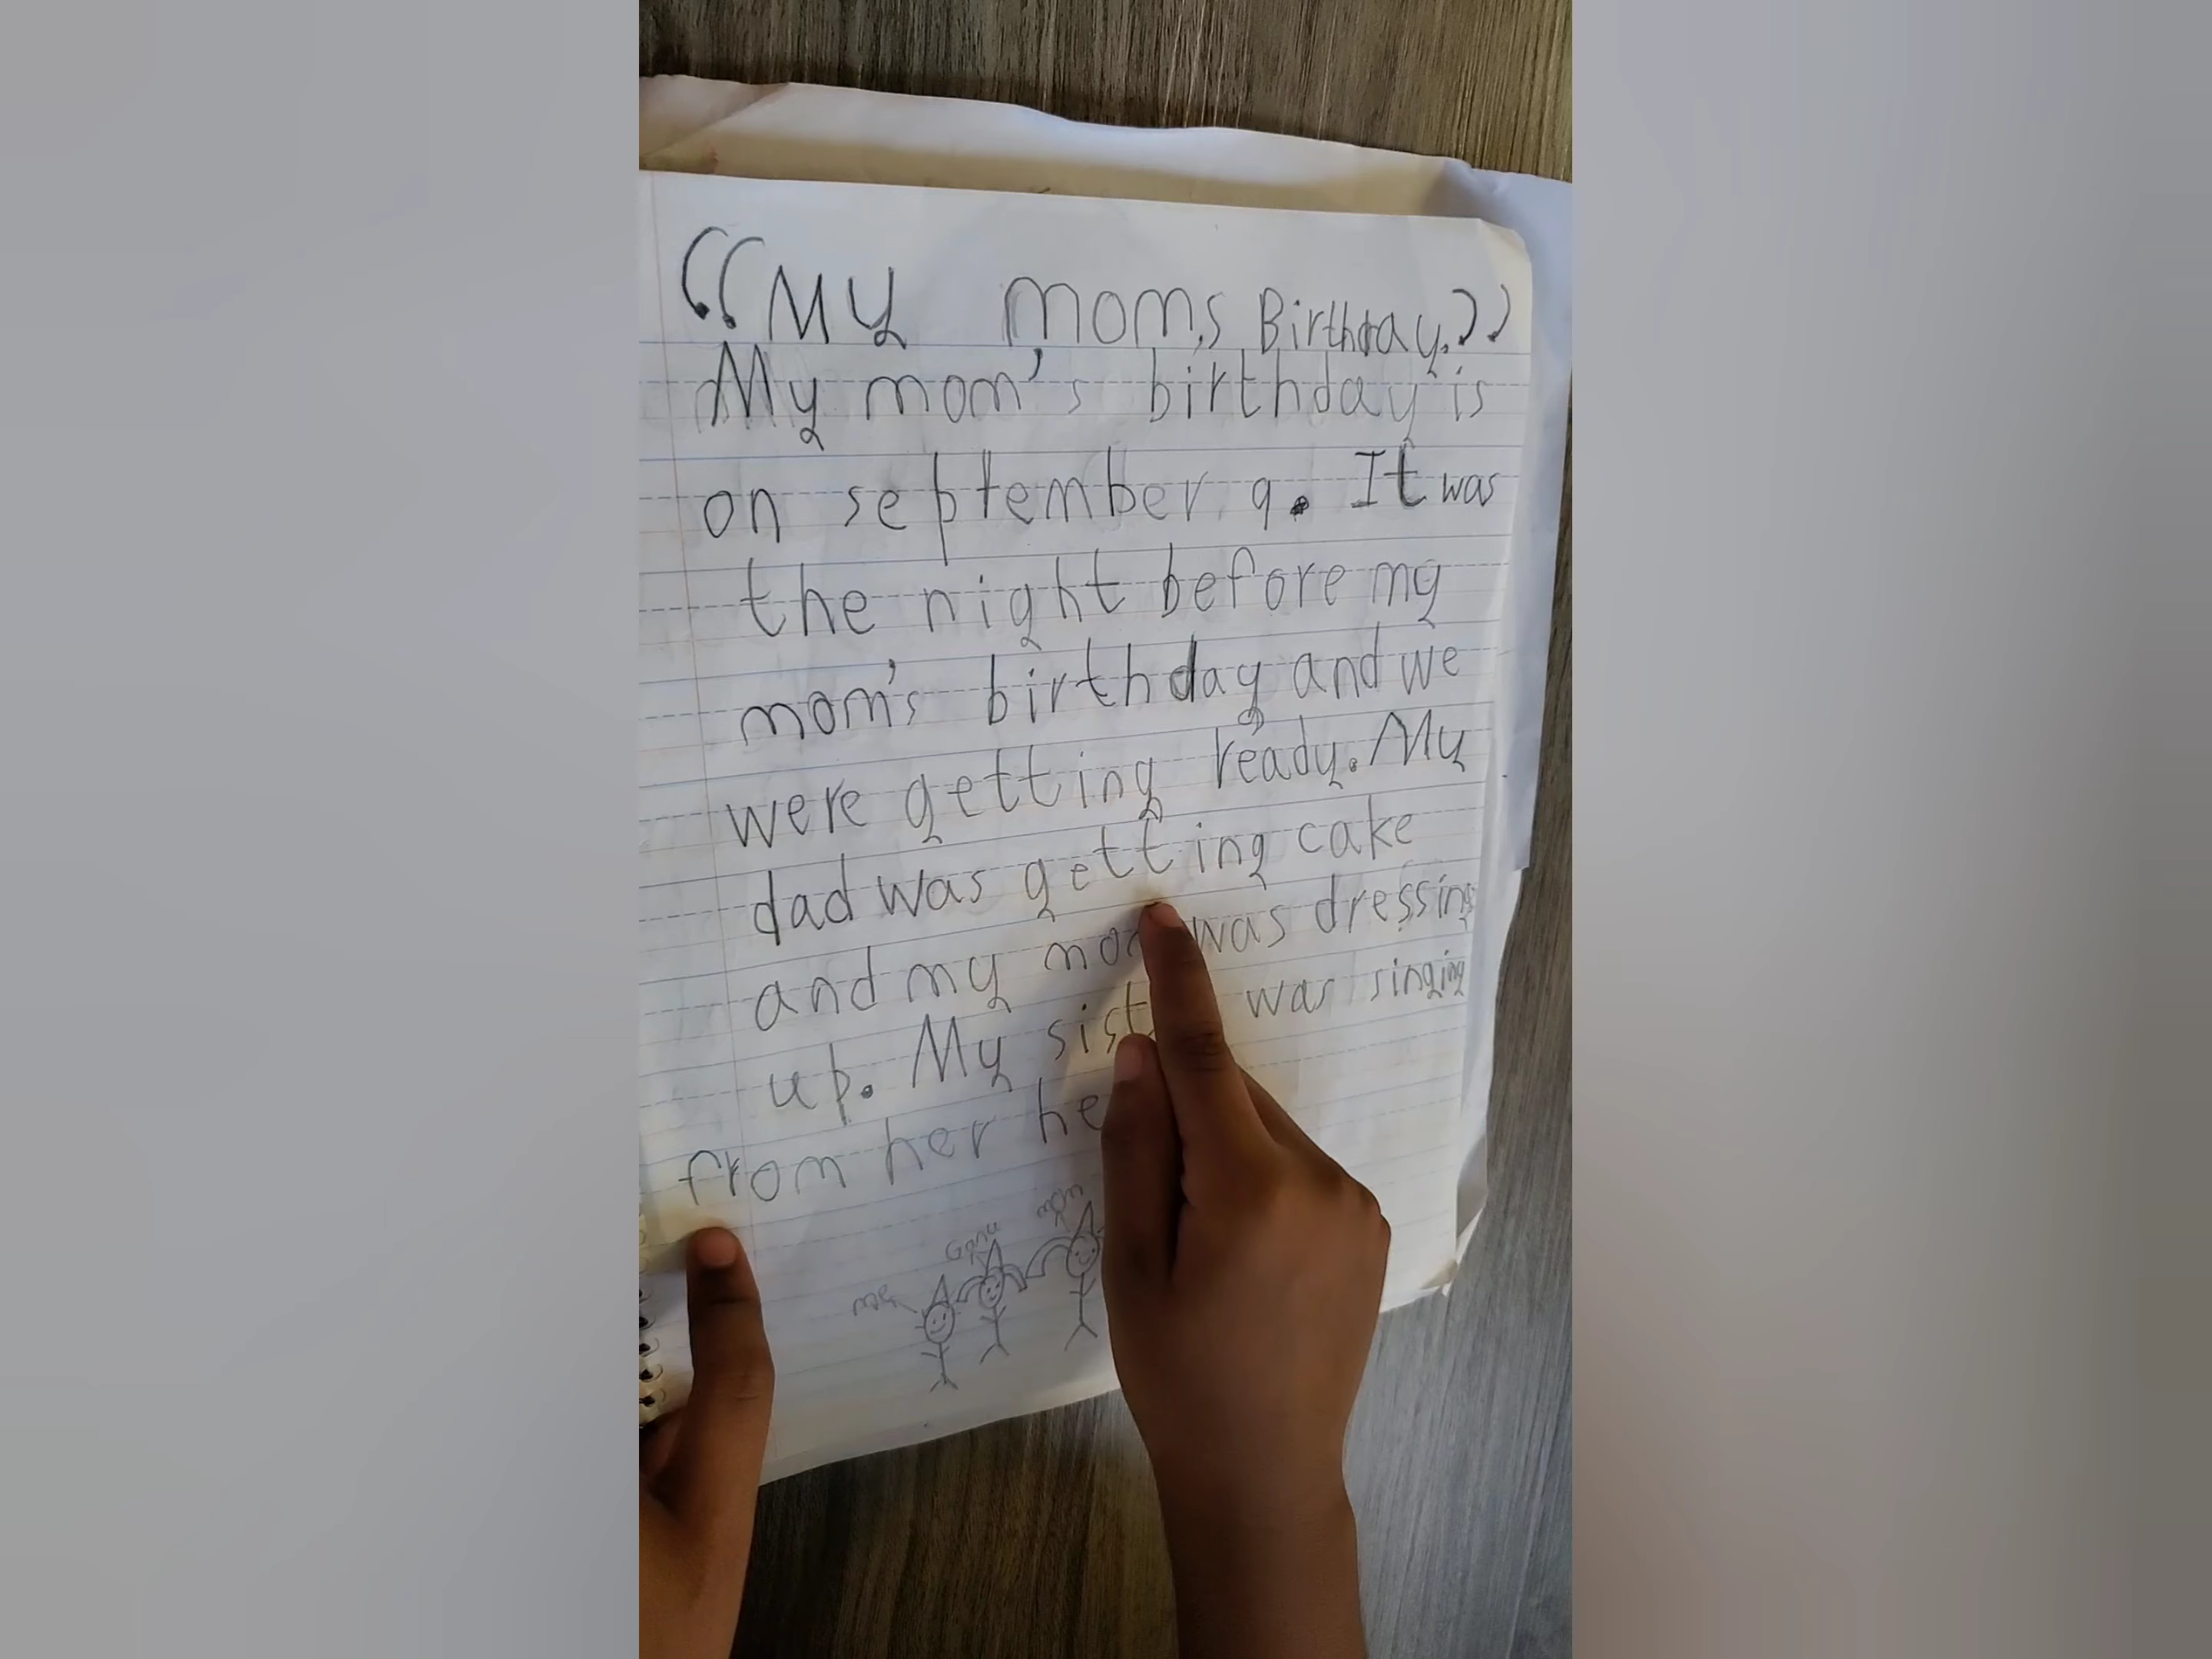 “My mom,s Birthday.”
My mom's birthday is
on september 9. It was
the night before my
mom's birthday and we
were getting ready. My
dad was getting cake
and my was dressing
up. My was singing
from her
me
mom